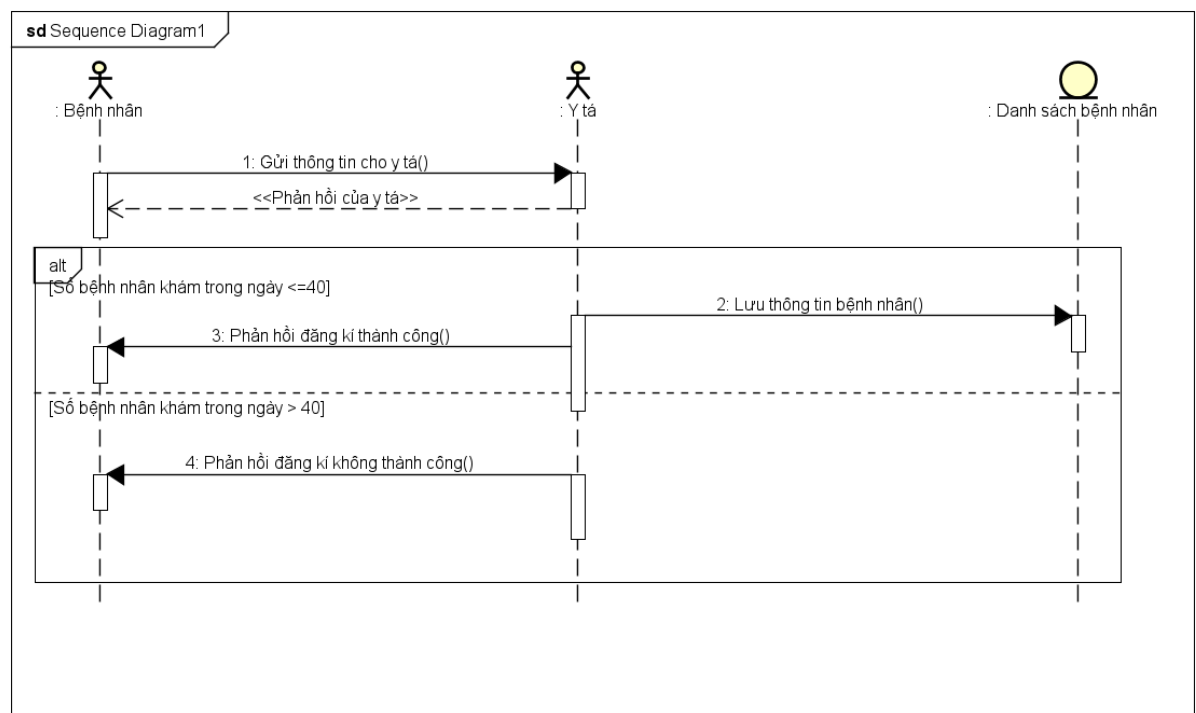 sd Sequence Diagram1
: Bệnh nhân
: Y tá
: Danh sách bệnh nhân
1: Gửi thông tin cho y tá()
<<Phản hồi của y tá>>
alt
[Số bệnh nhân khám trong ngày <=40]
2: Lưu thông tin bệnh nhân()
3: Phản hồi đăng kí thành công()
[Số bệnh nhân khám trong ngày > 40]
4: Phản hồi đăng kí không thành công()